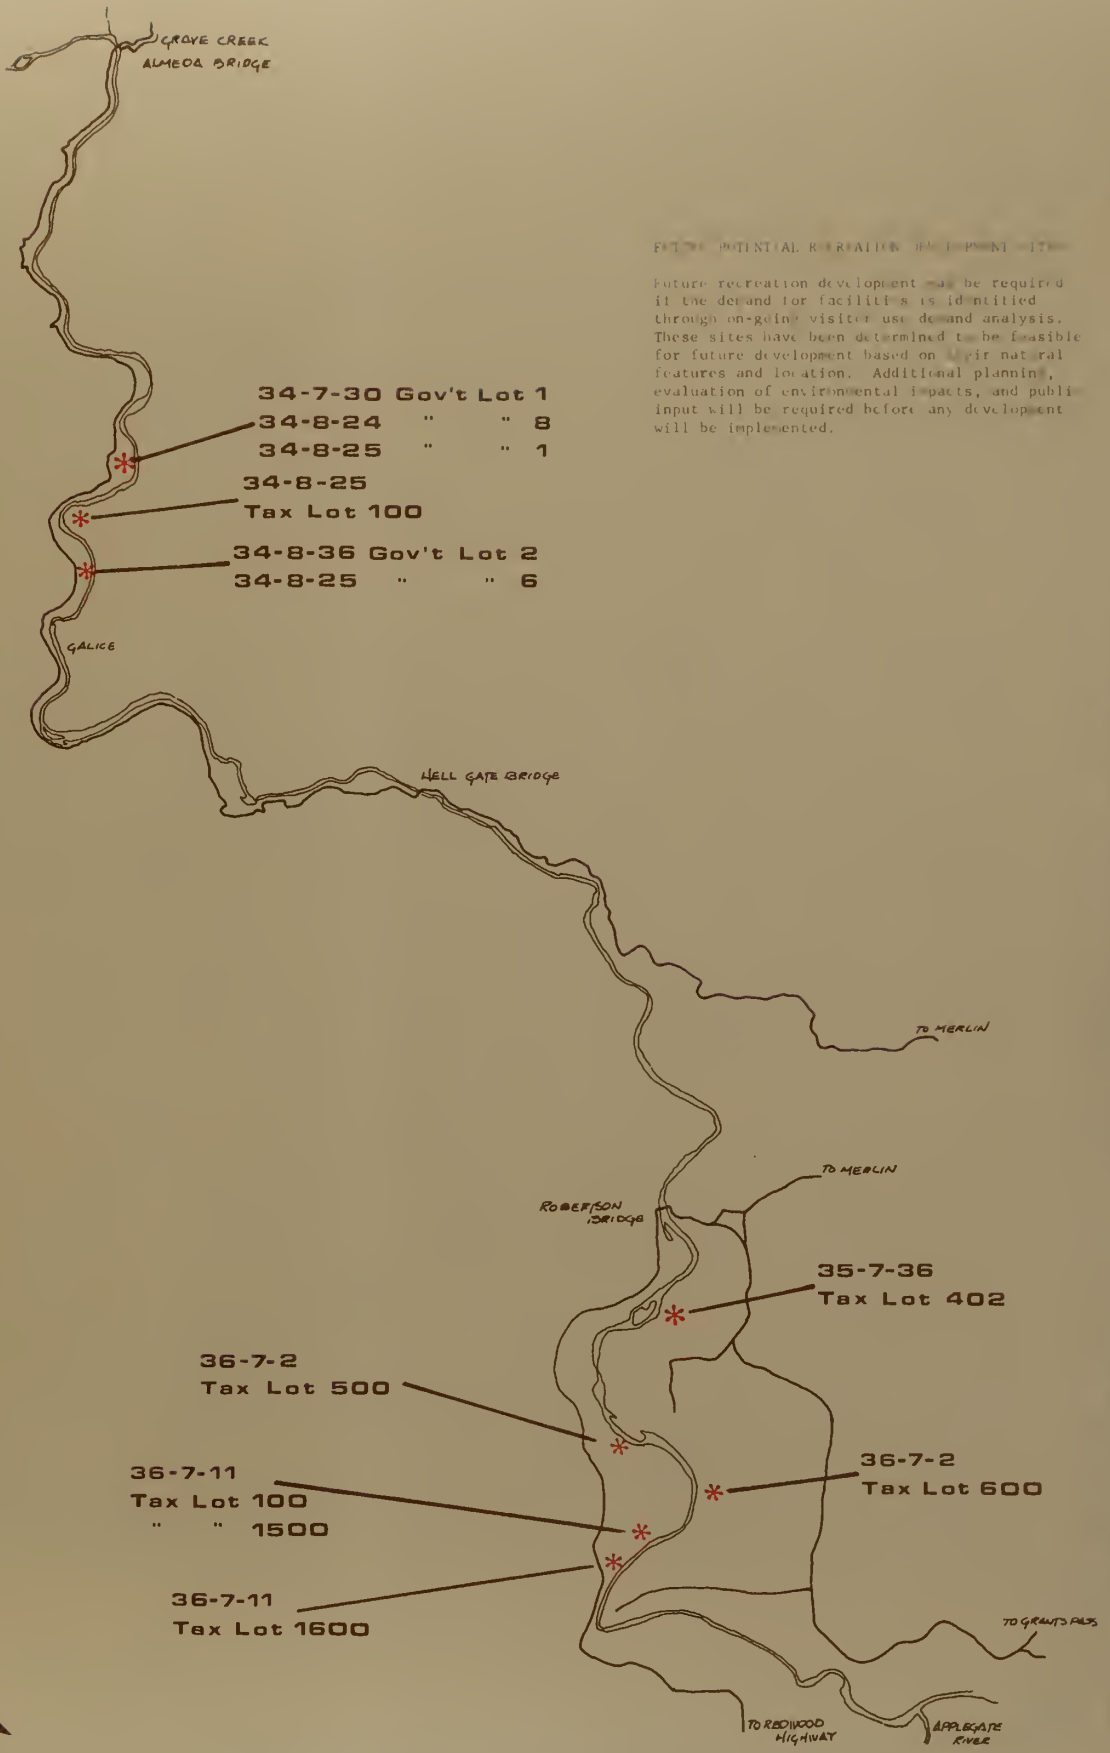 GRAVE CREEK
ALMEDA BRIDGE
POTENTIAL RECREATION
Future recreation development may be required
if the demand for facilities is identified
through on-going visitor use demand analysis.
These sites have been determined to be feasible
for future development based on their natural
features and location. Additional planning,
evaluation of environmental impacts, and public
input will be required before any development
will be implemented.
34-7-30 Gov't Lot 1
34-8-24 " " 8
34-8-25 " " 1
34-8-25
Tax Lot 100
34-8-36 Gov't Lot 2
34-8-25 " " 6
GALICE
HELL GATE BRIDGE
TO MERLIN
TO MERLIN
ROBERTSON
BRIDGE
35-7-36
Tax Lot 402
36-7-2
Tax Lot 500
36-7-2
Tax Lot 600
36-7-11
Tax Lot 100
" " 1500
36-7-11
Tax Lot 1600
TO GRANTS PASS
TO REDWOOD
HIGHWAY
APPLEGATE
RIVER